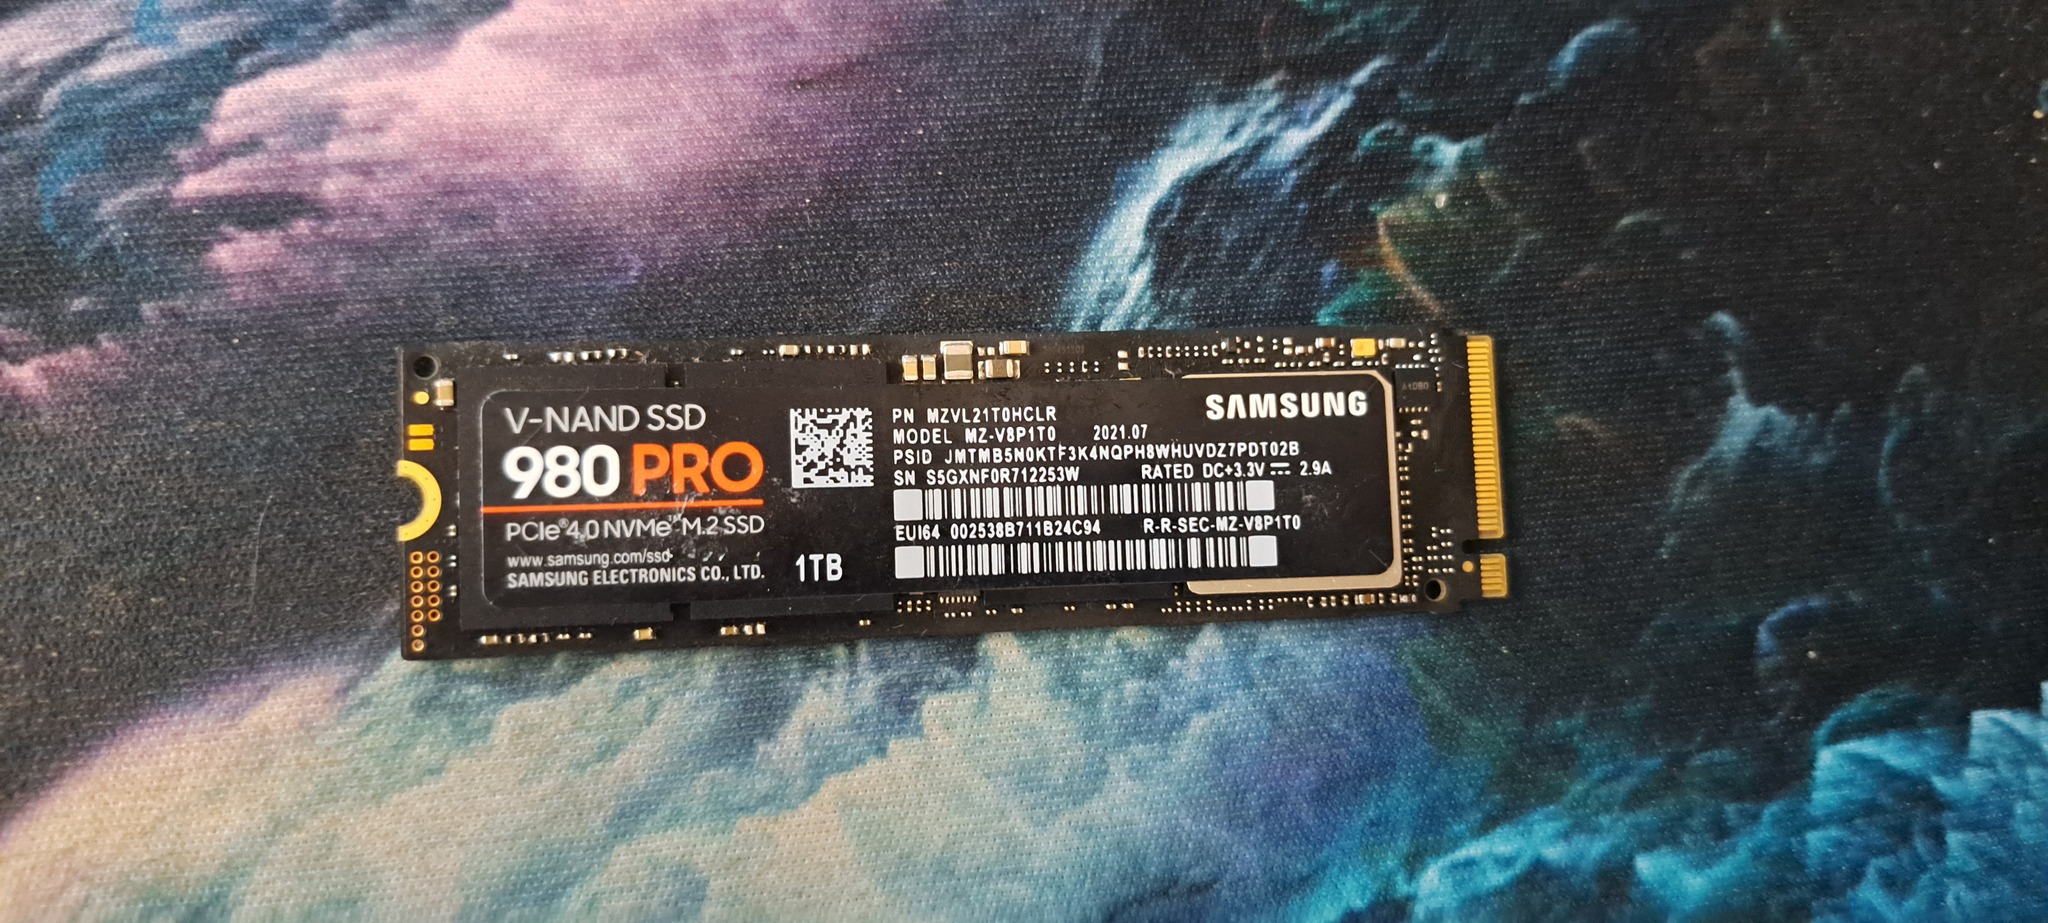 V-NAND SSD
980 PRO
PCIe® 4.0 NVMe™ M.2 SSD
www.samsung.com/ssd
SAMSUNG ELECTRONICS CO., LTD.
1TB
SAMSUNG
PN MZVL21T0HCLR
MODEL MZ-V8P1T0 2021.07
PSID JMTMB5N0KTF3K4NQPH8WHUVDZ7PDT02B
SN S5GXNF0R712253W RATED DC+3.3V ⎓ 2.9A
EUI64 002538B711B24C94 R-R-SEC-MZ-V8P1T0